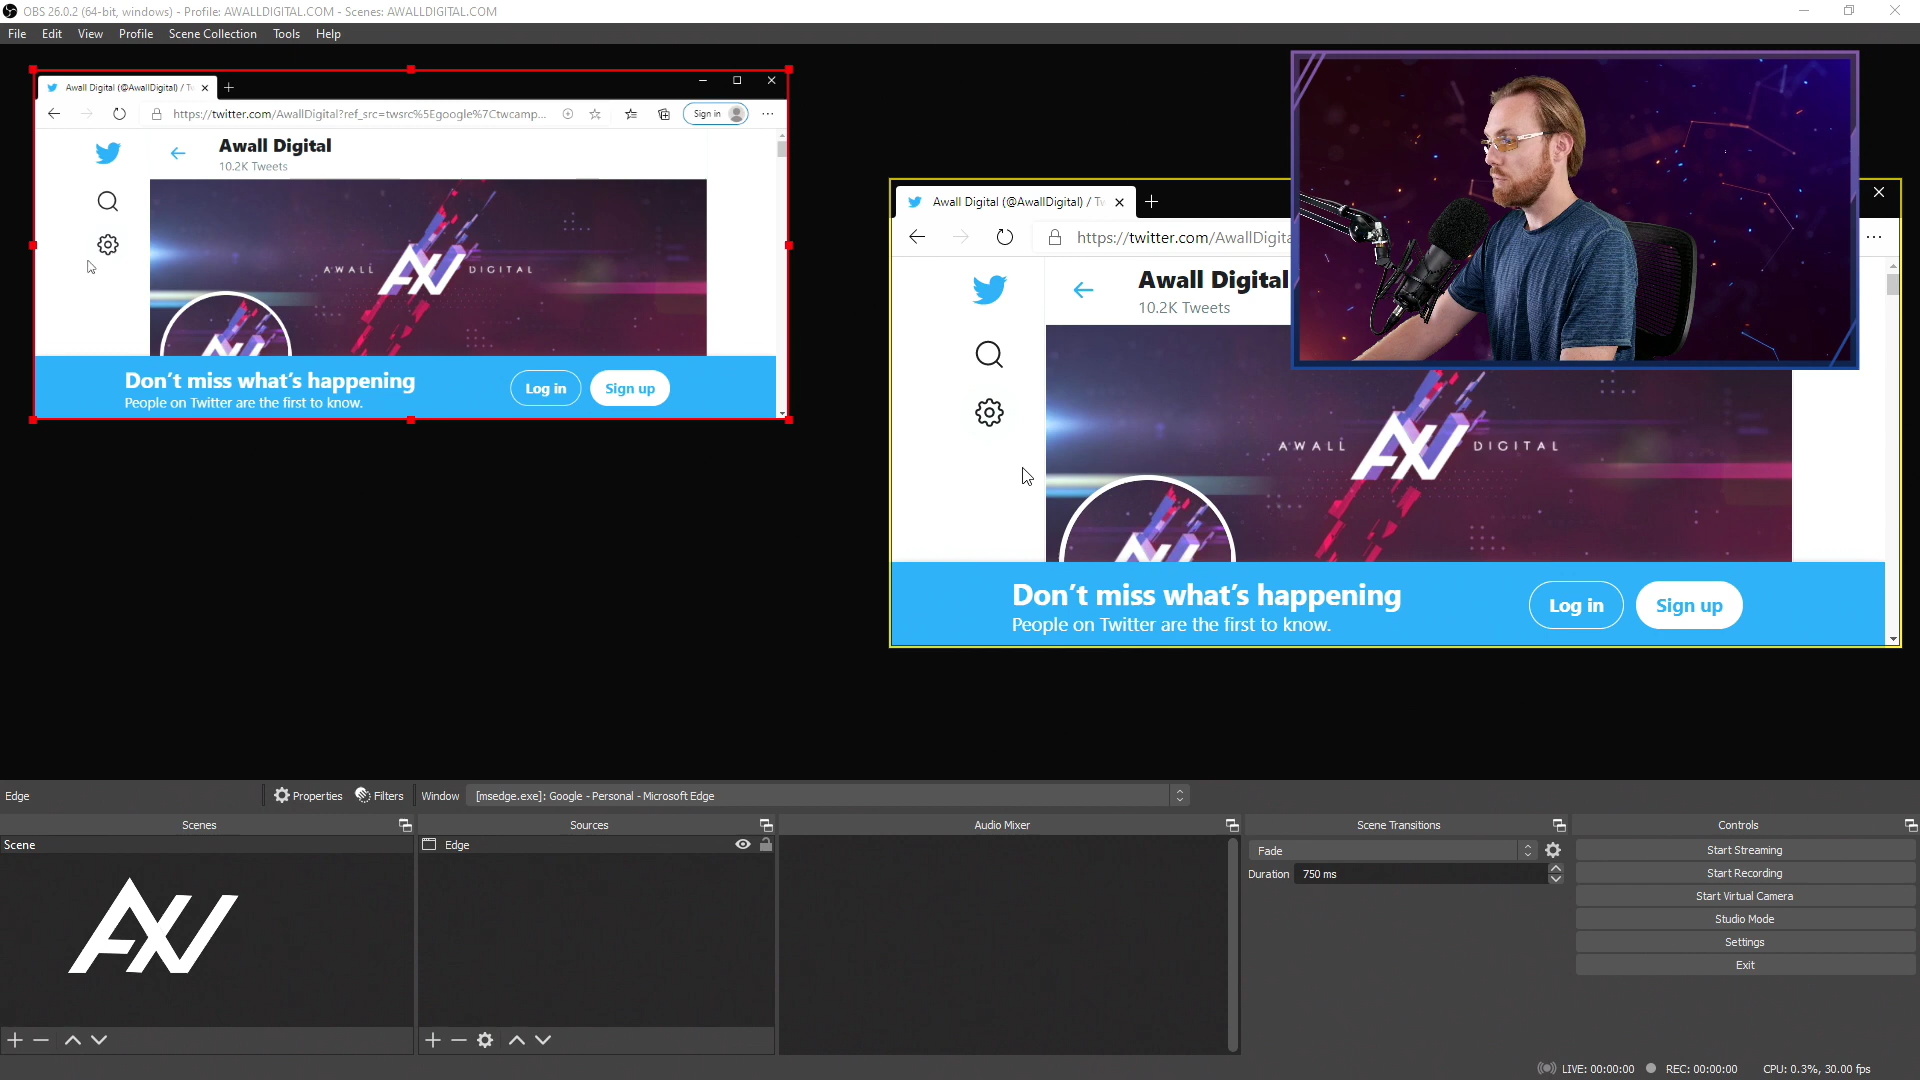 OBS 26.0.2 (64-bit, windows) - Profile: AWALLDIGITAL.COM - Scenes: AWALLDIGITAL.COM
File Edit View Profile Scene Collection Tools Help
Awall Digital (@AwallDigital) / Tw
https://twitter.com/AwallDigital?ref_src=twsrc%5Egoogle%7Ctwcamp...
Sign in
Awall Digital
10.2K Tweets
AWALL DIGITAL
Don't miss what's happening
People on Twitter are the first to know.
Log in
Sign up
Awall Digital (@AwallDigital) / Tw
https://twitter.com/AwallDigita
Awall Digital
10.2K Tweets
AWALL DIGITAL
Don't miss what's happening
People on Twitter are the first to know.
Log in
Sign up
Edge
Properties
Filters
Window
[msedge.exe]: Google - Personal - Microsoft Edge
Scenes
Scene
Sources
Edge
Audio Mixer
Scene Transitions
Fade
Duration
750 ms
Controls
Start Streaming
Start Recording
Start Virtual Camera
Studio Mode
Settings
Exit
LIVE: 00:00:00
REC: 00:00:00
CPU: 0.3%, 30.00 fps